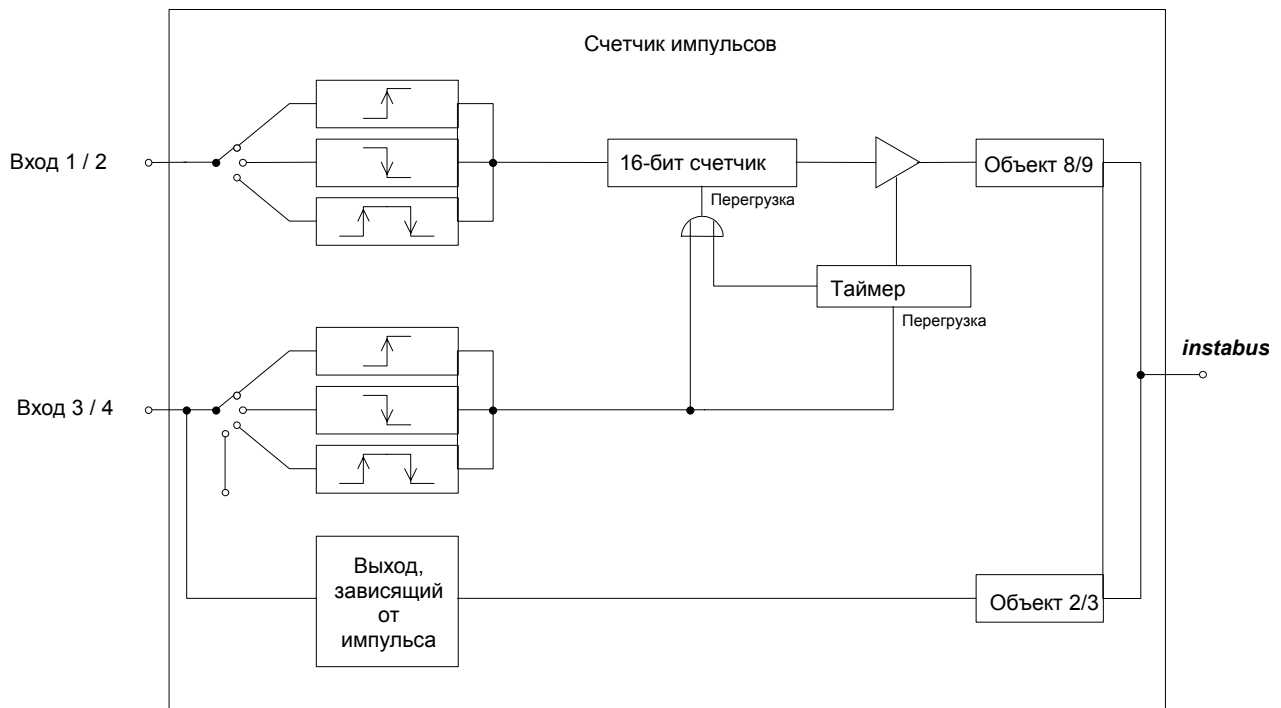 Счетчик импульсов
Вход 1 / 2
16-бит счетчик
Объект 8/9
Перегрузка
Таймер
Перегрузка
instabus
Вход 3 / 4
Выход,
зависящий
от
импульса
Объект 2/3